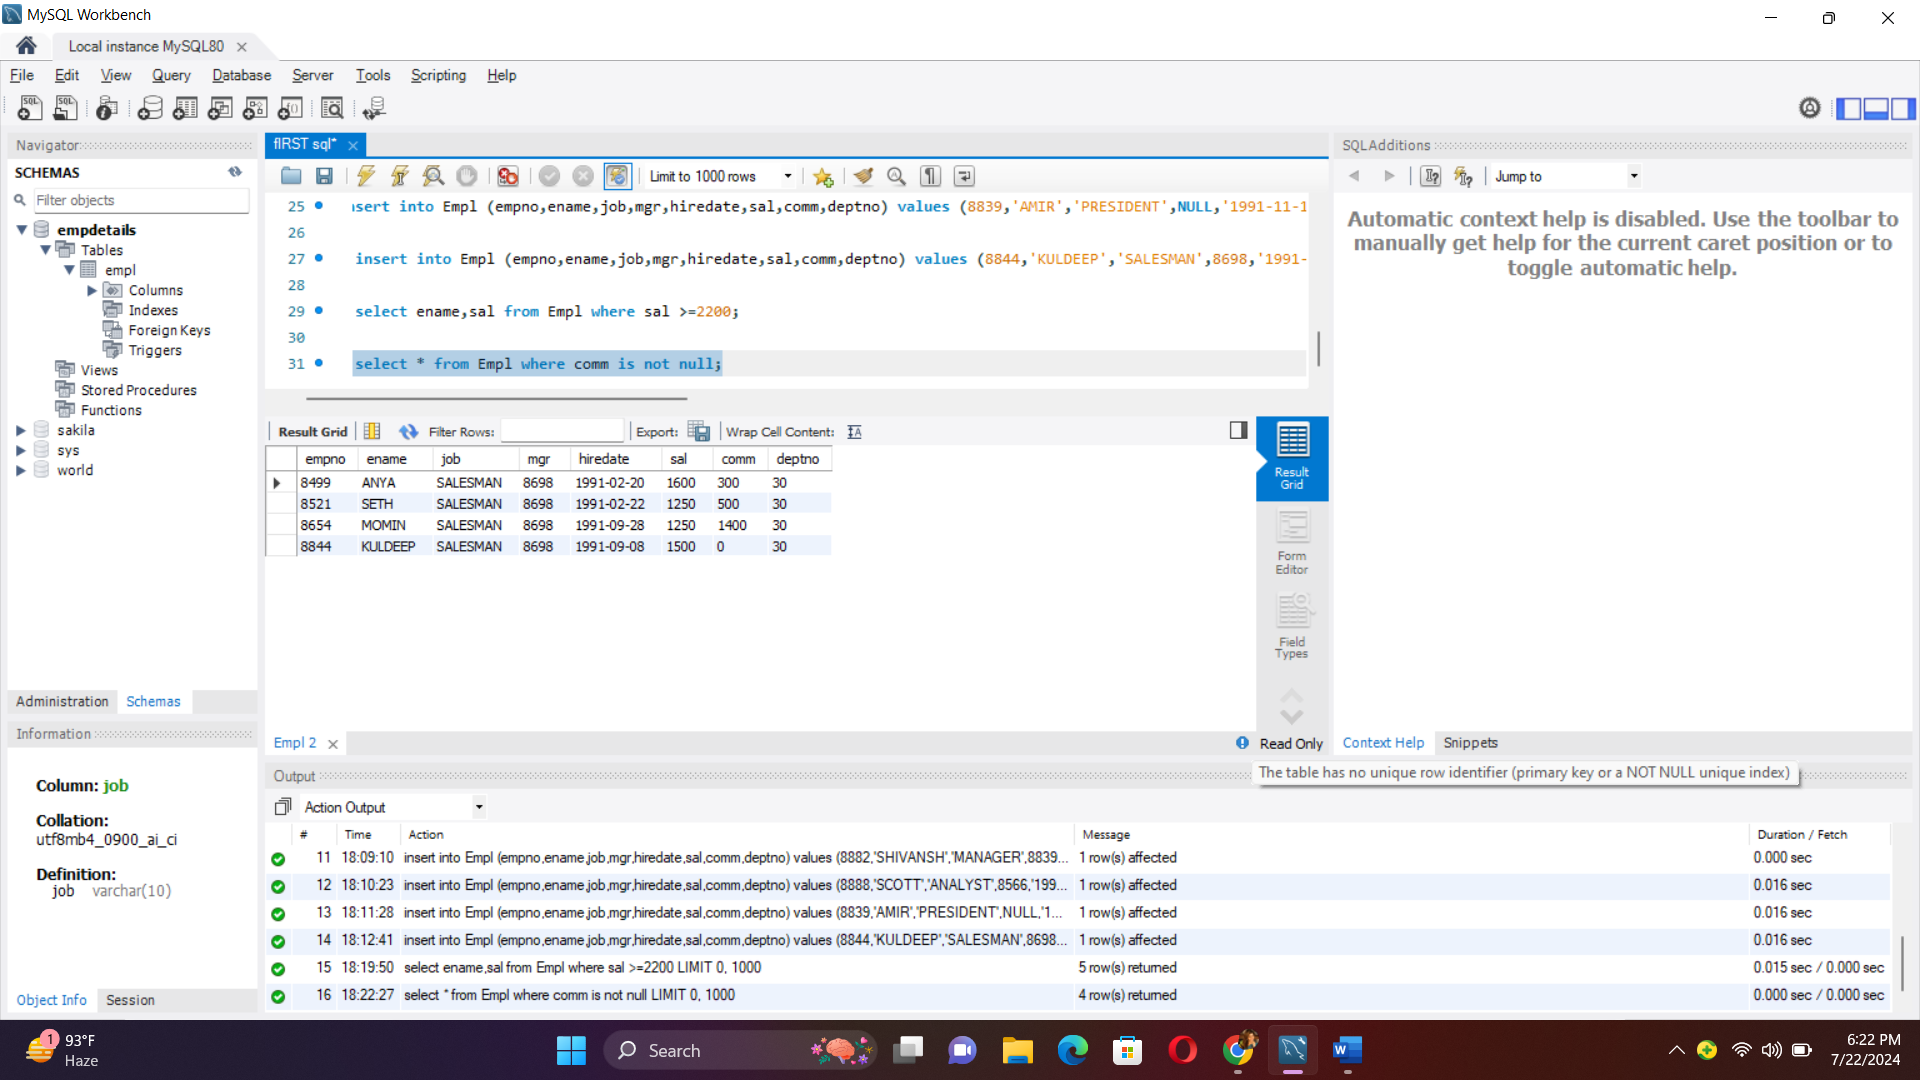 MySQL Workbench
Local instance MySQL80
File Edit View Query Database Server Tools Scripting Help
Navigator
SCHEMAS
Filter objects
empdetails
Tables
empl
Columns
Indexes
Foreign Keys
Triggers
Views
Stored Procedures
Functions
sakila
sys
world
Administration Schemas
Information
Column: job
Collation:
utf8mb4_0900_ai_ci
Definition:
job varchar(10)
Object Info Session
fIRST sql*
Limit to 1000 rows
25 nsert into Empl (empno,ename,job,mgr,hiredate,sal,comm,deptno) values (8839,'AMIR','PRESIDENT',NULL,'1991-11-1
26
27 insert into Empl (empno,ename,job,mgr,hiredate,sal,comm,deptno) values (8844,'KULDEEP','SALESMAN',8698,'1991-
28
29 select ename,sal from Empl where sal >=2200;
30
31 select * from Empl where comm is not null;
Result Grid Filter Rows: Export: Wrap Cell Content:
empno ename job mgr hiredate sal comm deptno
8499 ANYA SALESMAN 8698 1991-02-20 1600 300 30
8521 SETH SALESMAN 8698 1991-02-22 1250 500 30
8654 MOMIN SALESMAN 8698 1991-09-28 1250 1400 30
8844 KULDEEP SALESMAN 8698 1991-09-08 1500 0 30
Result
Grid
Form
Editor
Field
Types
Empl 2
Read Only
SQLAdditions
Jump to
Automatic context help is disabled. Use the toolbar to
manually get help for the current caret position or to
toggle automatic help.
Context Help Snippets
The table has no unique row identifier (primary key or a NOT NULL unique index)
Output
Action Output
# Time Action Message Duration / Fetch
11 18:09:10 insert into Empl (empno,ename,job,mgr,hiredate,sal,comm,deptno) values (8882,'SHIVANSH','MANAGER',8839... 1 row(s) affected 0.000 sec
12 18:10:23 insert into Empl (empno,ename,job,mgr,hiredate,sal,comm,deptno) values (8888,'SCOTT','ANALYST',8566,'199... 1 row(s) affected 0.016 sec
13 18:11:28 insert into Empl (empno,ename,job,mgr,hiredate,sal,comm,deptno) values (8839,'AMIR','PRESIDENT',NULL,'1... 1 row(s) affected 0.016 sec
14 18:12:41 insert into Empl (empno,ename,job,mgr,hiredate,sal,comm,deptno) values (8844,'KULDEEP','SALESMAN',8698... 1 row(s) affected 0.016 sec
15 18:19:50 select ename,sal from Empl where sal >=2200 LIMIT 0, 1000 5 row(s) returned 0.015 sec / 0.000 sec
16 18:22:27 select * from Empl where comm is not null LIMIT 0, 1000 4 row(s) returned 0.000 sec / 0.000 sec
1
93°F
Haze
Search
6:22 PM
7/22/2024